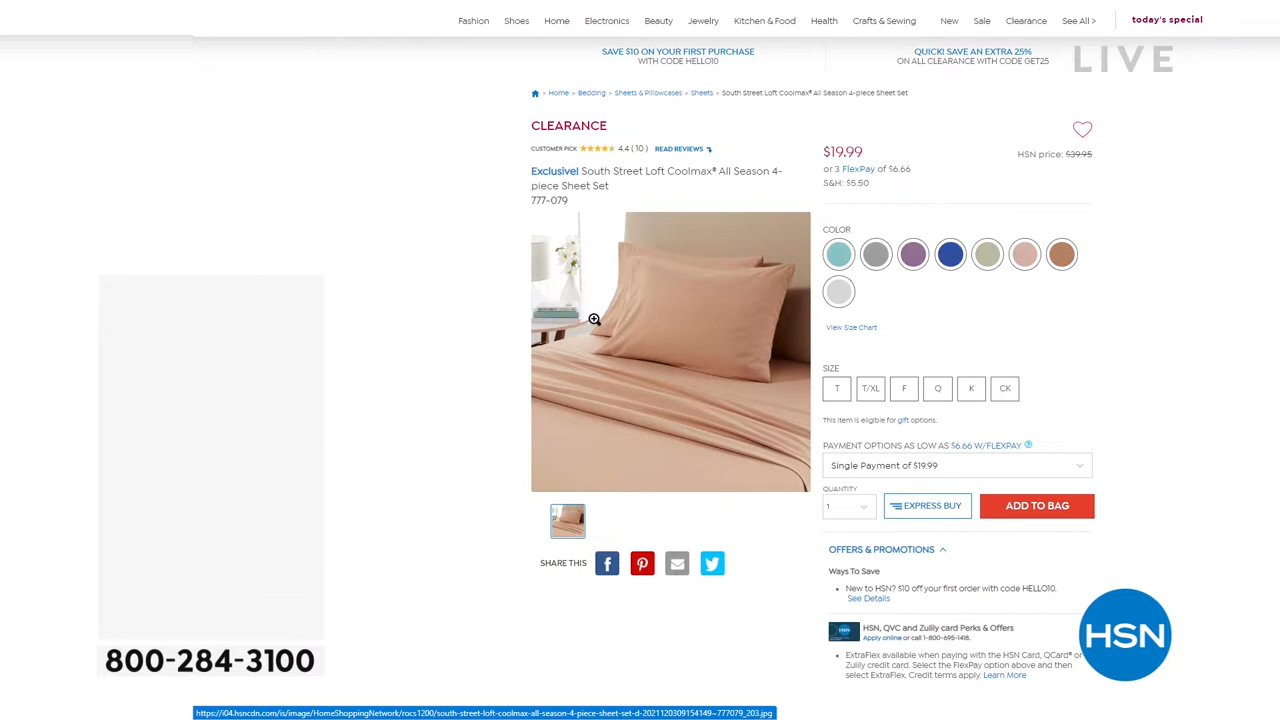 Fashion Shoes Home Electronics Beauty Jewelry Kitchen & Food Health Crafts & Sewing New Sale Clearance See All > today's special
SAVE $10 ON YOUR FIRST PURCHASE
WITH CODE HELLO10
QUICK! SAVE AN EXTRA 25%
ON ALL CLEARANCE WITH CODE GET25
LIVE
> Home > Bedding > Sheets & Pillowcases > Sheets > South Street Loft Coolmax® All Season 4-piece Sheet Set
CLEARANCE
CUSTOMER PICK 4.4 ( 10 ) READ REVIEWS
Exclusive! South Street Loft Coolmax® All Season 4-
piece Sheet Set
777-079
$19.99
HSN price: $39.95
or 3 FlexPay of $6.66
S&H: $5.50
COLOR
View Size Chart
SIZE
T T/XL F Q K CK
This item is eligible for gift options.
PAYMENT OPTIONS AS LOW AS $6.66 W/FLEXPAY ?
Single Payment of $19.99
QUANTITY
1
EXPRESS BUY
ADD TO BAG
SHARE THIS
OFFERS & PROMOTIONS
Ways To Save
• New to HSN? $10 off your first order with code HELLO10.
See Details
HSN, QVC and Zulily card Perks & Offers
Apply online or call 1-800-695-1418.
• ExtraFlex available when paying with the HSN Card, QCard® or
Zulily credit card. Select the FlexPay option above and then
select ExtraFlex. Credit terms apply. Learn More
HSN
800-284-3100
https://i04.hsncdn.com/is/image/HomeShoppingNetwork/rocs1200/south-street-loft-coolmax-all-season-4-piece-sheet-set-d-2021120309154149~777079_203.jpg